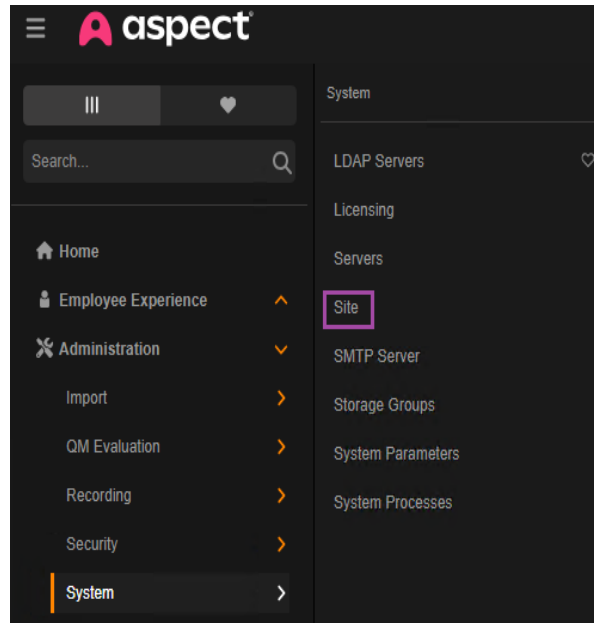 aspect
System
Search...
LDAP Servers
Licensing
Home
Servers
Employee Experience
Site
Administration
SMTP Server
Import
Storage Groups
QM Evaluation
System Parameters
Recording
System Processes
Security
System